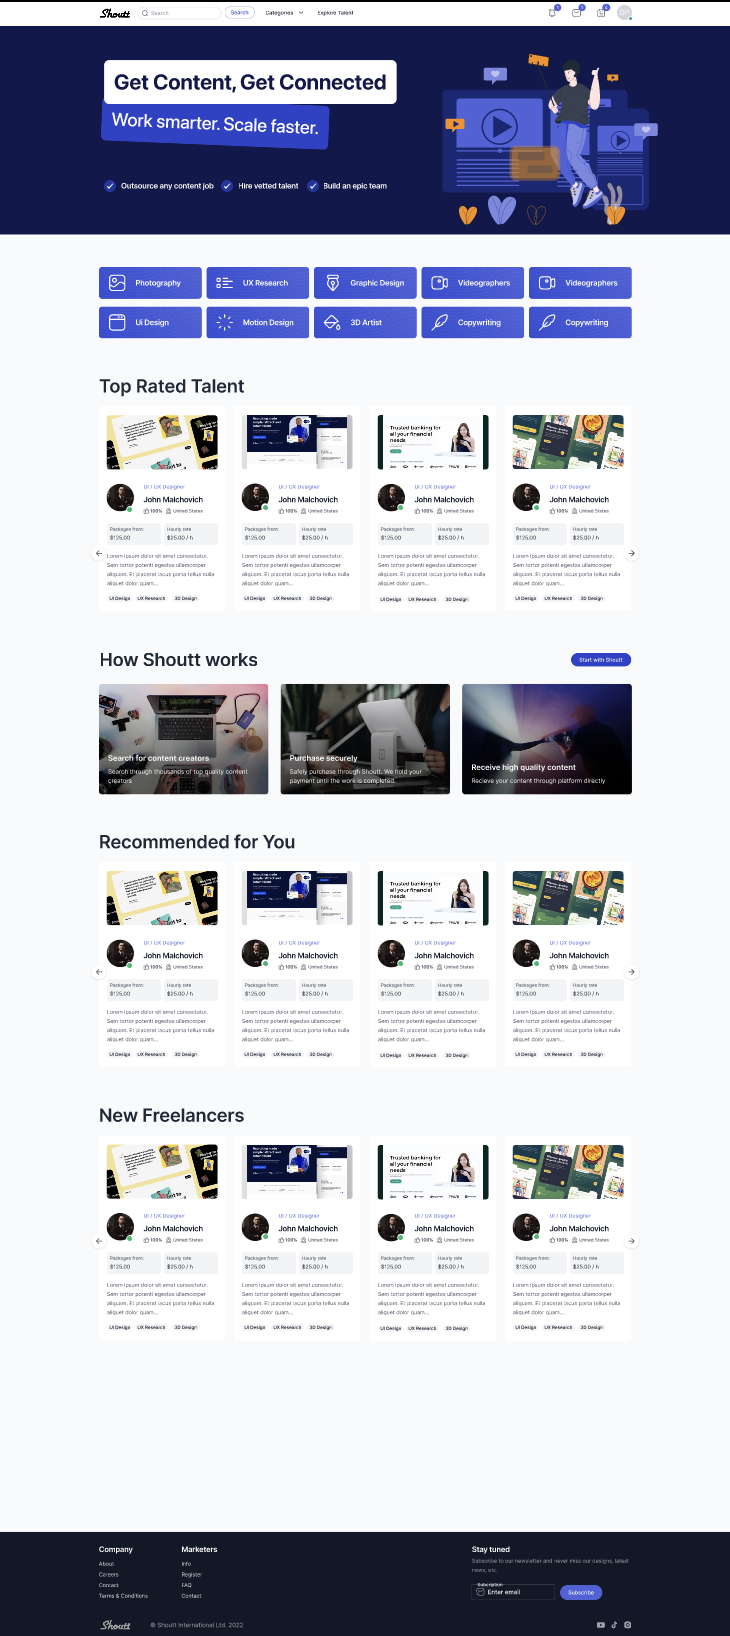 Shoutt
Search
Search
Categories
Explore Talent
Get Content, Get Connected
Work smarter. Scale faster.
Outsource any content job
Hire vetted talent
Build an epic team
Photography
UX Research
Graphic Design
Videographers
Videographers
Ui Design
Motion Design
3D Artist
Copywriting
Copywriting
Top Rated Talent
UI / UX Designer
John Malchovich
100% United States
Packages from: Hourly rate
$125,00 $25.00 / h
Lorem ipsum dolor sit amet consectetur.
Sem tortor potenti egestas ullamcorper
aliquam. Et placerat lacus porta tellus nulla
aliquet dolor quam...
UI Design UX Research 3D Design
UI / UX Designer
John Malchovich
100% United States
Packages from: Hourly rate
$125,00 $25.00 / h
Lorem ipsum dolor sit amet consectetur.
Sem tortor potenti egestas ullamcorper
aliquam. Et placerat lacus porta tellus nulla
aliquet dolor quam...
UI Design UX Research 3D Design
Trusted banking for
all your financial
needs
UI / UX Designer
John Malchovich
100% United States
Packages from: Hourly rate
$125,00 $25.00 / h
Lorem ipsum dolor sit amet consectetur.
Sem tortor potenti egestas ullamcorper
aliquam. Et placerat lacus porta tellus nulla
aliquet dolor quam...
UI Design UX Research 3D Design
UI / UX Designer
John Malchovich
100% United States
Packages from: Hourly rate
$125,00 $25.00 / h
Lorem ipsum dolor sit amet consectetur.
Sem tortor potenti egestas ullamcorper
aliquam. Et placerat lacus porta tellus nulla
aliquet dolor quam...
UI Design UX Research 3D Design
How Shoutt works
Start with Shoutt
Search for content creators
Search through thousands of top quality content
creators
Purchase securely
Safely purchase through Shoutt. We hold your
payment until the work is completed.
Receive high quality content
Recieve your content through platform directly
Recommended for You
UI / UX Designer
John Malchovich
100% United States
Packages from: Hourly rate
$125,00 $25.00 / h
Lorem ipsum dolor sit amet consectetur.
Sem tortor potenti egestas ullamcorper
aliquam. Et placerat lacus porta tellus nulla
aliquet dolor quam...
UI Design UX Research 3D Design
UI / UX Designer
John Malchovich
100% United States
Packages from: Hourly rate
$125,00 $25.00 / h
Lorem ipsum dolor sit amet consectetur.
Sem tortor potenti egestas ullamcorper
aliquam. Et placerat lacus porta tellus nulla
aliquet dolor quam...
UI Design UX Research 3D Design
Trusted banking for
all your financial
needs
UI / UX Designer
John Malchovich
100% United States
Packages from: Hourly rate
$125,00 $25.00 / h
Lorem ipsum dolor sit amet consectetur.
Sem tortor potenti egestas ullamcorper
aliquam. Et placerat lacus porta tellus nulla
aliquet dolor quam...
UI Design UX Research 3D Design
UI / UX Designer
John Malchovich
100% United States
Packages from: Hourly rate
$125,00 $25.00 / h
Lorem ipsum dolor sit amet consectetur.
Sem tortor potenti egestas ullamcorper
aliquam. Et placerat lacus porta tellus nulla
aliquet dolor quam...
UI Design UX Research 3D Design
New Freelancers
UI / UX Designer
John Malchovich
100% United States
Packages from: Hourly rate
$125,00 $25.00 / h
Lorem ipsum dolor sit amet consectetur.
Sem tortor potenti egestas ullamcorper
aliquam. Et placerat lacus porta tellus nulla
aliquet dolor quam...
UI Design UX Research 3D Design
UI / UX Designer
John Malchovich
100% United States
Packages from: Hourly rate
$125,00 $25.00 / h
Lorem ipsum dolor sit amet consectetur.
Sem tortor potenti egestas ullamcorper
aliquam. Et placerat lacus porta tellus nulla
aliquet dolor quam...
UI Design UX Research 3D Design
Trusted banking for
all your financial
needs
UI / UX Designer
John Malchovich
100% United States
Packages from: Hourly rate
$125,00 $25.00 / h
Lorem ipsum dolor sit amet consectetur.
Sem tortor potenti egestas ullamcorper
aliquam. Et placerat lacus porta tellus nulla
aliquet dolor quam...
UI Design UX Research 3D Design
UI / UX Designer
John Malchovich
100% United States
Packages from: Hourly rate
$125,00 $25.00 / h
Lorem ipsum dolor sit amet consectetur.
Sem tortor potenti egestas ullamcorper
aliquam. Et placerat lacus porta tellus nulla
aliquet dolor quam...
UI Design UX Research 3D Design
Company
About
Careers
Contact
Terms & Conditions
Marketers
Info
Register
FAQ
Contact
Stay tuned
Subscribe to our newsletter and never miss our designs, latest
news, etc.
Subscription
Enter email
Subscribe
Shoutt
© Shoutt International Ltd. 2022